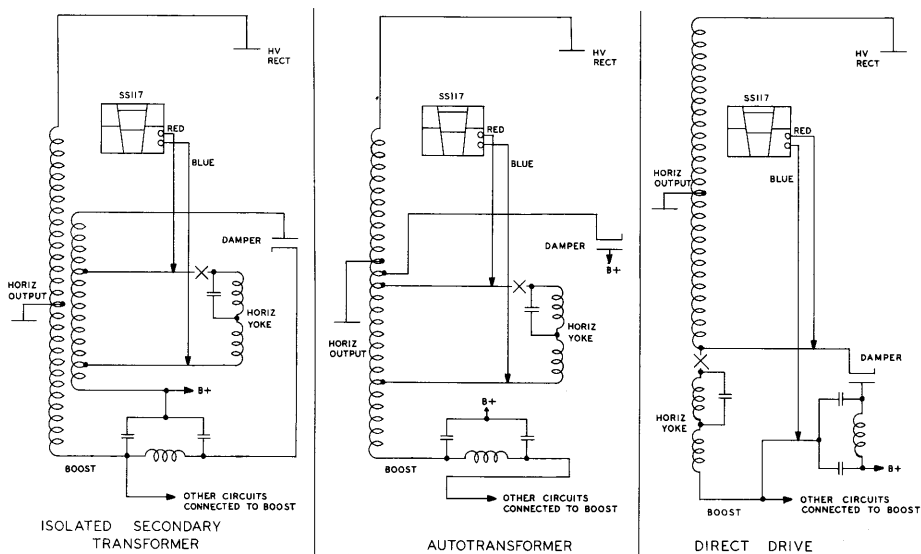 HV
RECT
SS117
RED
BLUE
DAMPER
HORIZ
OUTPUT
HORIZ
YOKE
B+
BOOST
OTHER CIRCUITS
CONNECTED TO BOOST
ISOLATED SECONDARY
TRANSFORMER
HV
RECT
SS117
RED
BLUE
DAMPER
B+
HORIZ
OUTPUT
HORIZ
YOKE
B+
BOOST
OTHER CIRCUITS
CONNECTED TO BOOST
AUTOTRANSFORMER
HV
RECT
SS117
RED
BLUE
HORIZ
OUTPUT
DAMPER
HORIZ
YOKE
B+
BOOST
OTHER CIRCUITS
CONNECTED TO BOOST
DIRECT DRIVE